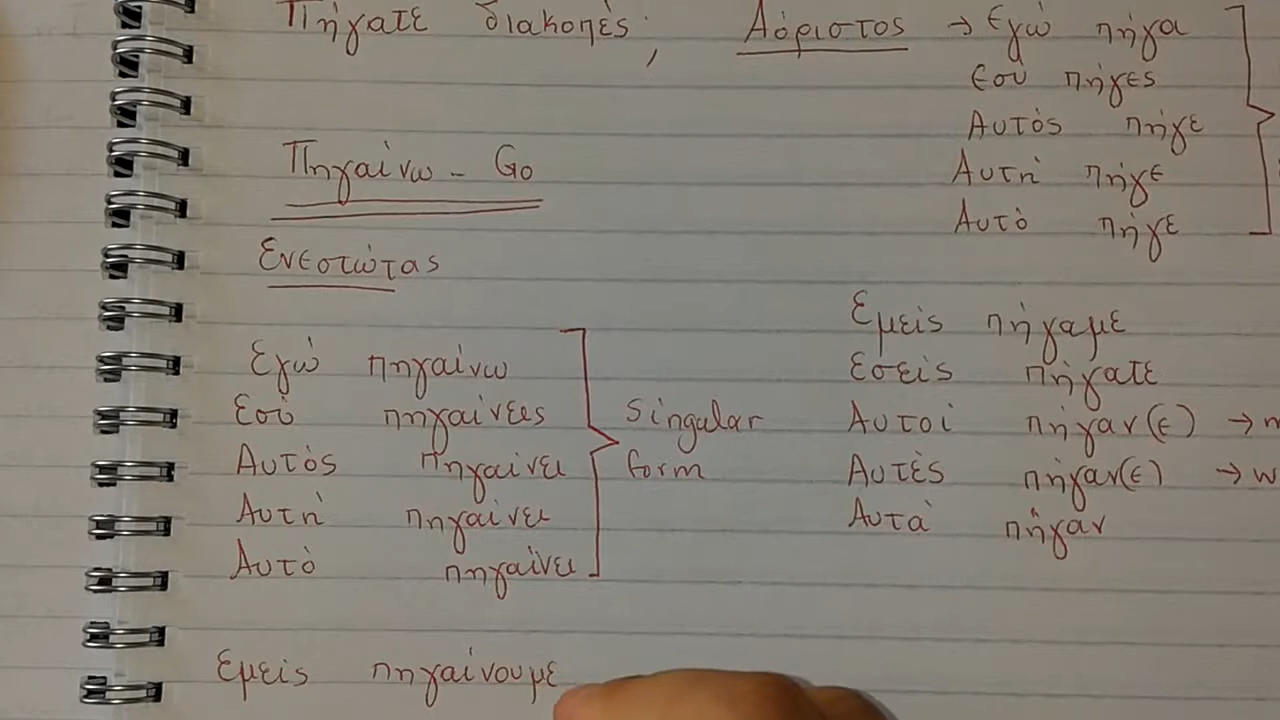 Πήγατε διακοπές; Αόριστος → Εγώ πήγα
Εσύ πήγες
Αυτός πήγε
Πηγαίνω - Go
Αυτή πήγε
Αυτό πήγε
Ενεστώτας
Εμείς πήγαμε
Εγώ πηγαίνω
Εσείς πήγατε
Εσύ πηγαίνεις
Singular
Αυτοί πήγαν(ε) →
Αυτός πηγαίνει
form
Αυτές πήγαν(ε) →
Αυτή πηγαίνει
Αυτά πήγαν
Αυτό πηγαίνει
Εμείς πηγαίνουμε